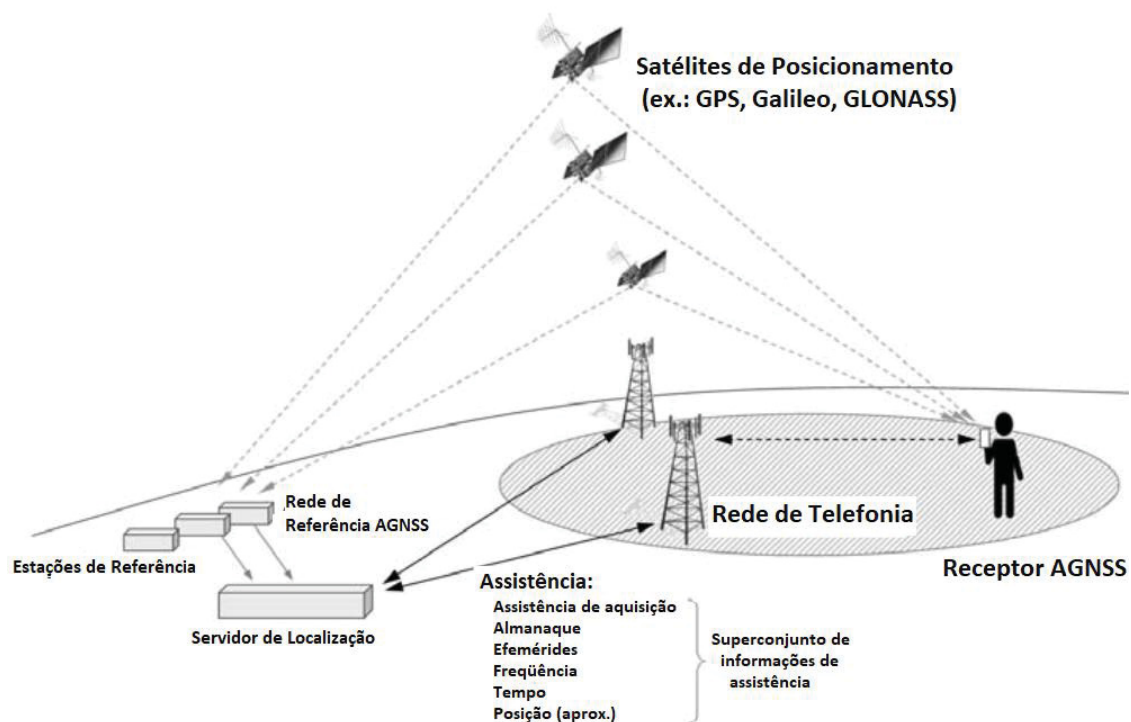 Satélites de Posicionamento
(ex.: GPS, Galileo, GLONASS)
Rede de
Referência AGNSS
Estações de Referência
Servidor de Localização
Rede de Telefonia
Receptor AGNSS
Assistência:
Assistência de aquisição
Almanaque
Efemérides
Freqüência
Tempo
Posição (aprox.)
Superconjunto de
informações de
assistência